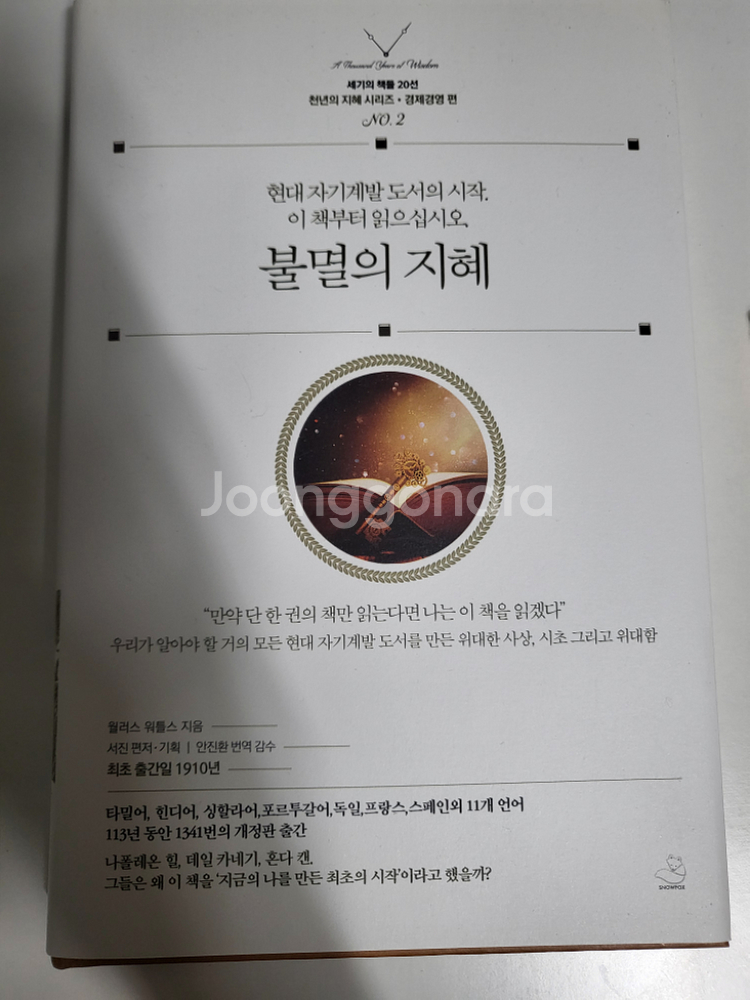 A Thousand Years of Wisdom
세기의 책들 20선
천년의 지혜 시리즈 • 경제경영 편
NO. 2
현대 자기계발 도서의 시작.
이 책부터 읽으십시오.
불멸의 지혜
Joonggonara
“만약 단 한 권의 책만 읽는다면 나는 이 책을 읽겠다”
우리가 알아야 할 거의 모든 현대 자기계발 도서를 만든 위대한 사상, 시초 그리고 위대함
월러스 워틀스 지음
서진 편저·기획 | 안진환 번역 감수
최초 출간일 1910년
타밀어, 힌디어, 싱할라어,포르투갈어,독일,프랑스,스페인외 11개 언어
113년 동안 1341번의 개정판 출간
나폴레온 힐, 데일 카네기, 혼다 켄.
그들은 왜 이 책을 ‘지금의 나를 만든 최초의 시작’이라고 했을까?
SNOWFOX